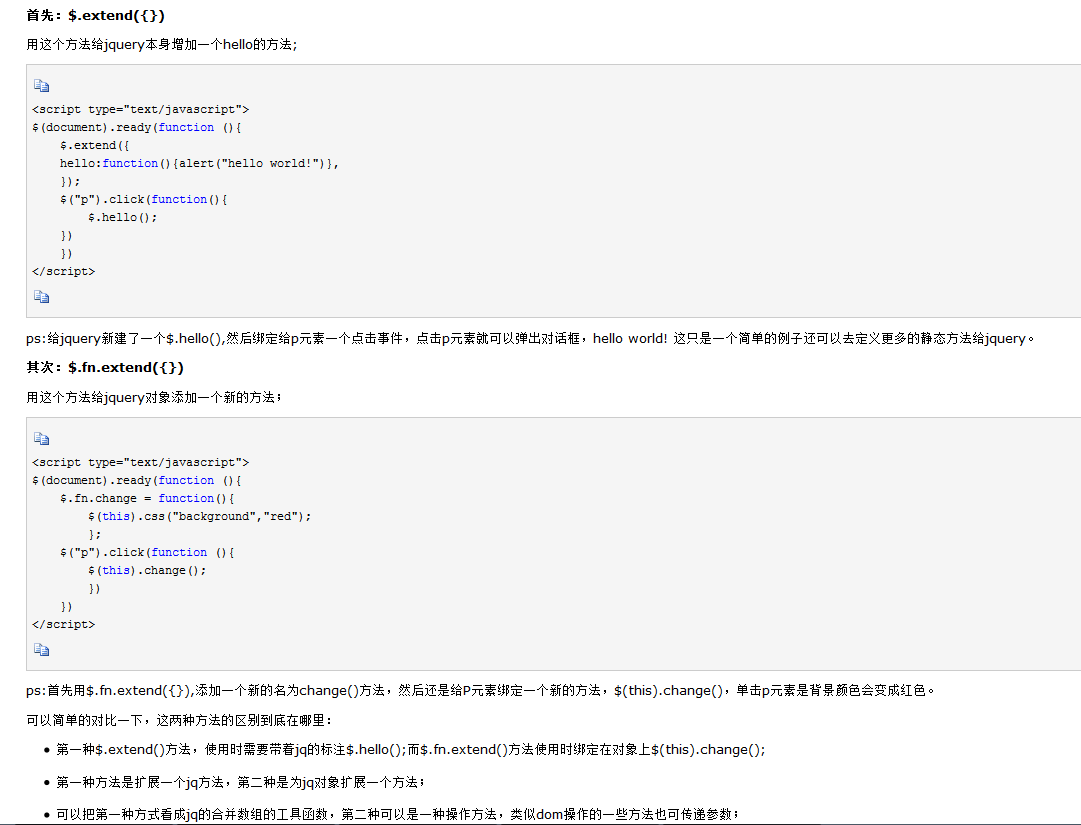 首先：$.extend({})
用这个方法给jquery本身增加一个hello的方法;
<script type="text/javascript">
$(document).ready(function (){
    $.extend({
    hello:function(){alert("hello world!")},
    });
    $("p").click(function(){
        $.hello();
    })
    })
</script>
ps:给jquery新建了一个$.hello(),然后绑定给p元素一个点击事件，点击p元素就可以弹出对话框，hello world! 这只是一个简单的例子还可以去定义更多的静态方法给jquery。
其次：$.fn.extend({})
用这个方法给jquery对象添加一个新的方法；
<script type="text/javascript">
$(document).ready(function (){
    $.fn.change = function(){
        $(this).css("background","red");
        };
    $("p").click(function (){
        $(this).change();
        })
    })
</script>
ps:首先用$.fn.extend({}),添加一个新的名为change()方法，然后还是给P元素绑定一个新的方法，$(this).change()，单击p元素是背景颜色会变成红色。
可以简单的对比一下，这两种方法的区别到底在哪里：
• 第一种$.extend()方法，使用时需要带着jq的标注$.hello();而$.fn.extend()方法使用时绑定在对象上$(this).change();
• 第一种方法是扩展一个jq方法，第二种是为jq对象扩展一个方法；
• 可以把第一种方式看成jq的合并数组的工具函数，第二种可以是一种操作方法，类似dom操作的一些方法也可传递参数；